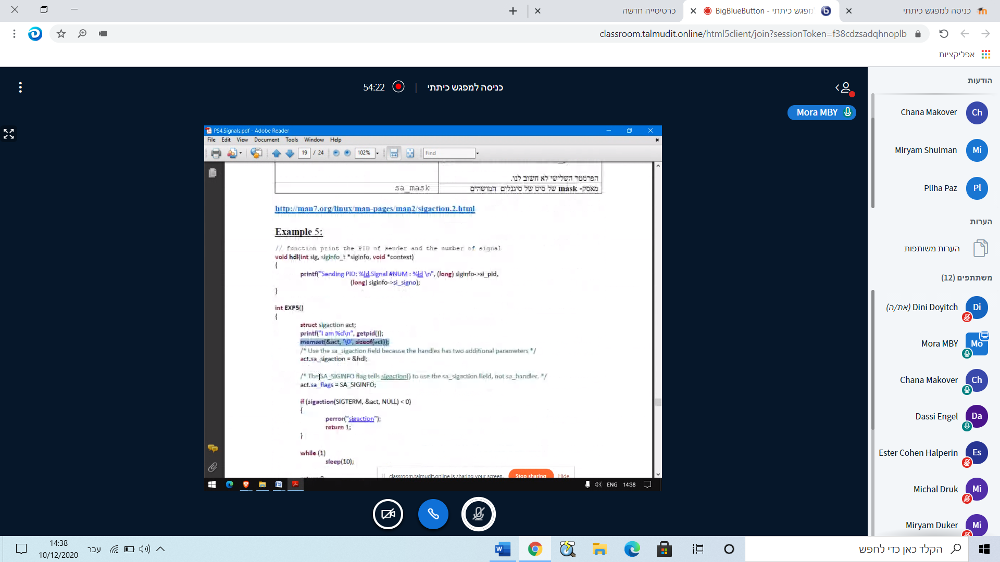 כניסה למפגש כיתתי
BigBlueButton - מפגש כיתתי
כרטיסייה חדשה
classroom.talmudit.online/html5client/join?sessionToken=f38cdzsadqhnoplb
אפליקציות
54:22
כניסה למפגש כיתתי
Mora MBY
הודעות
Chana Makover
Ch
Miryam Shulman
Mi
Pliha Paz
Pl
הערות
הערות משותפות
משתתפים (12)
Dini Doyitch (את/ה)
Di
Mora MBY
Mo
Chana Makover
Ch
Dassi Engel
Da
Ester Cohen Halperin
Es
Michal Druk
Mi
Miryam Duker
Mi
PS4,Signals.pdf - Adobe Reader
File Edit View Document Tools Window Help
19 / 24 102% Find
הפרמטר השלישי לא חשוב לנו.
מאסק- mask של סיט של סיגנלים המושהים
sa_mask
http://man7.org/linux/man-pages/man2/sigaction.2.html
Example 5:
// function print the PID of sender and the number of signal
void hdl(int sig, siginfo_t *siginfo, void *context)
{
printf("Sending PID: %ld,Signal #NUM : %ld \n", (long) siginfo->si_pid,
(long) siginfo->si_signo);
}
int EXP5()
{
struct sigaction act;
printf("I am %d\n", getpid());
memset(&act, '\0', sizeof(act));
/* Use the sa_sigaction field because the handles has two additional parameters */
act.sa_sigaction = &hdl;
/* The SA_SIGINFO flag tells sigaction() to use the sa_sigaction field, not sa_handler. */
act.sa_flags = SA_SIGINFO;
if (sigaction(SIGTERM, &act, NULL) < 0)
{
perror("sigaction");
return 1;
}
while (1)
sleep(10);
classroom.talmudit.online is sharing your screen. Stop sharing Hide
ENG 14:38
14:38
10/12/2020
עבר
הקלד כאן כדי לחפש